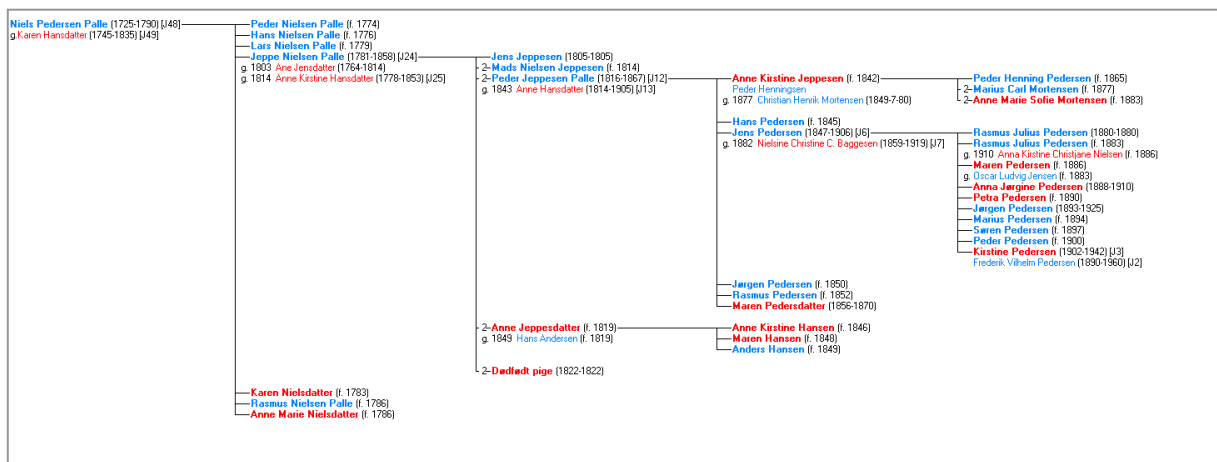 Niels Pedersen Palle (1725-1790) [J48]
g.Karen Hansdatter (1745-1835) [J49]
Peder Nielsen Palle (f. 1774)
Hans Nielsen Palle (f. 1776)
Lars Nielsen Palle (f. 1779)
Jeppe Nielsen Palle (1781-1858) [J24]
g. 1803 Ane Jensdatter (1764-1814)
g. 1814 Anne Kirstine Hansdatter (1778-1853) [J25]
Jens Jeppesen (1805-1805)
2-Mads Nielsen Jeppesen (f. 1814)
2-Peder Jeppesen Palle (1816-1867) [J12]
g. 1843 Anne Hansdatter (1814-1905) [J13]
Anne Kirstine Jeppesen (f. 1842)
Peder Henningsen
g. 1877 Christian Henrik Mortensen (1849-7-80)
Peder Henning Pedersen (f. 1865)
2-Marius Carl Mortensen (f. 1877)
2-Anne Marie Sofie Mortensen (f. 1883)
Hans Pedersen (f. 1845)
Jens Pedersen (1847-1906) [J6]
g. 1882 Nielsine Christine C. Baggesen (1859-1919) [J7]
Rasmus Julius Pedersen (1880-1880)
Rasmus Julius Pedersen (f. 1883)
g. 1910 Anna Kirstine Christjane Nielsen (f. 1886)
Maren Pedersen (f. 1886)
g. Oscar Ludvig Jensen (f. 1883)
Anna Jørgine Pedersen (1888-1910)
Petra Pedersen (f. 1890)
Jørgen Pedersen (1893-1925)
Marius Pedersen (f. 1894)
Søren Pedersen (f. 1897)
Peder Pedersen (f. 1900)
Kirstine Pedersen (1902-1942) [J3]
Frederik Vilhelm Pedersen (1890-1960) [J2]
Jørgen Pedersen (f. 1850)
Rasmus Pedersen (f. 1852)
Maren Pedersdatter (1856-1870)
2-Anne Jeppesdatter (f. 1819)
g. 1849 Hans Andersen (f. 1819)
Anne Kirstine Hansen (f. 1846)
Maren Hansen (f. 1848)
Anders Hansen (f. 1849)
2-Dødfødt pige (1822-1822)
Karen Nielsdatter (f. 1783)
Rasmus Nielsen Palle (f. 1786)
Anne Marie Nielsdatter (f. 1786)